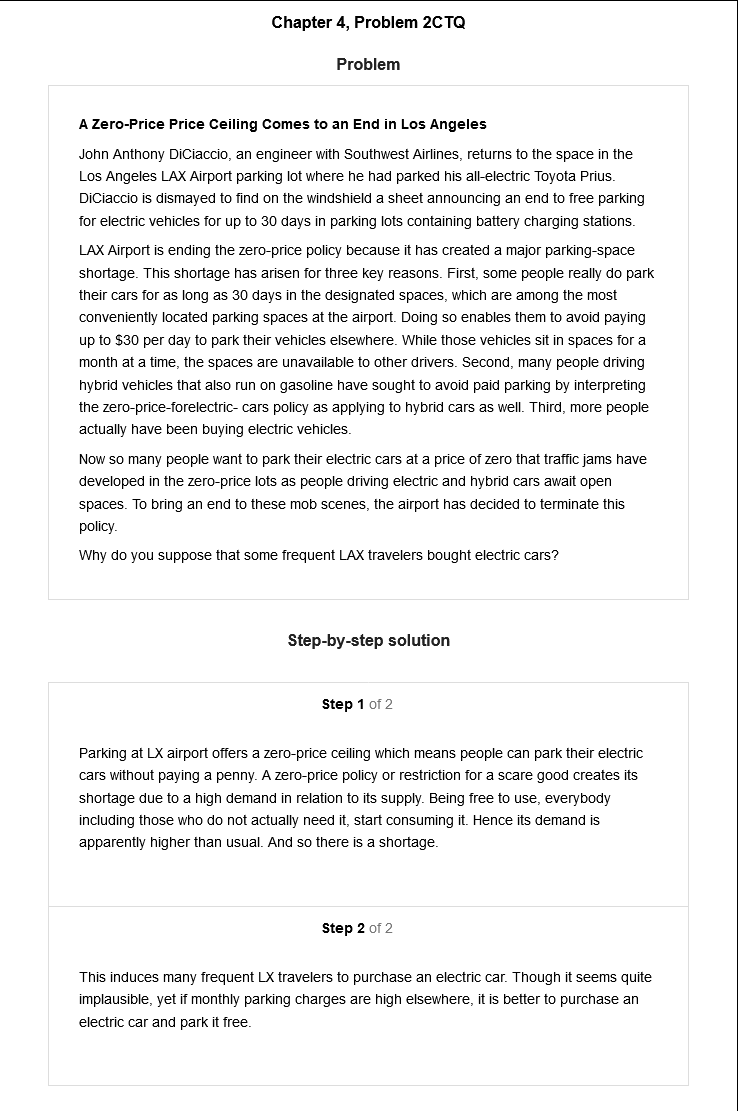 Chapter 4, Problem 2CTQ
Problem
A Zero-Price Price Ceiling Comes to an End in Los Angeles
John Anthony DiCiaccio, an engineer with Southwest Airlines, returns to the space in the
Los Angeles LAX Airport parking lot where he had parked his all-electric Toyota Prius.
DiCiaccio is dismayed to find on the windshield a sheet announcing an end to free parking
for electric vehicles for up to 30 days in parking lots containing battery charging stations.
LAX Airport is ending the zero-price policy because it has created a major parking-space
shortage. This shortage has arisen for three key reasons. First, some people really do park
their cars for as long as 30 days in the designated spaces, which are among the most
conveniently located parking spaces at the airport. Doing so enables them to avoid paying
up to $30 per day to park their vehicles elsewhere. While those vehicles sit in spaces for a
month at a time, the spaces are unavailable to other drivers. Second, many people driving
hybrid vehicles that also run on gasoline have sought to avoid paid parking by interpreting
the zero-price-forelectric- cars policy as applying to hybrid cars as well. Third, more people
actually have been buying electric vehicles.
Now so many people want to park their electric cars at a price of zero that traffic jams have
developed in the zero-price lots as people driving electric and hybrid cars await open
spaces. To bring an end to these mob scenes, the airport has decided to terminate this
policy.
Why do you suppose that some frequent LAX travelers bought electric cars?
Step-by-step solution
Step 1 of 2
Parking at LX airport offers a zero-price ceiling which means people can park their electric
cars without paying a penny. A zero-price policy or restriction for a scare good creates its
shortage due to a high demand in relation to its supply. Being free to use, everybody
including those who do not actually need it, start consuming it. Hence its demand is
apparently higher than usual. And so there is a shortage.
Step 2 of 2
This induces many frequent LX travelers to purchase an electric car. Though it seems quite
implausible, yet if monthly parking charges are high elsewhere, it is better to purchase an
electric car and park it free.